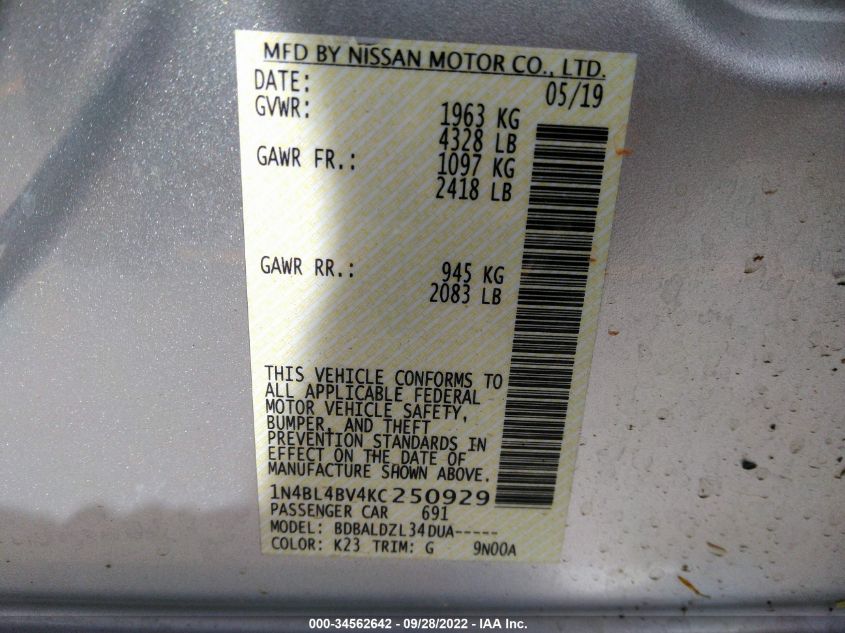 MFD BY NISSAN MOTOR CO., LTD.
DATE: 05/19
GVWR: 1963 KG
4328 LB
GAWR FR.: 1097 KG
2418 LB
GAWR RR.: 945 KG
2083 LB
THIS VEHICLE CONFORMS TO
ALL APPLICABLE FEDERAL
MOTOR VEHICLE SAFETY,
BUMPER, AND THEFT
PREVENTION STANDARDS IN
EFFECT ON THE DATE OF
MANUFACTURE SHOWN ABOVE.
1N4BL4BV4KC250929
PASSENGER CAR 691
MODEL: BDBALDZL34DUA-----
COLOR: K23 TRIM: G 9N00A
000-34562642 - 09/28/2022 - IAA Inc.